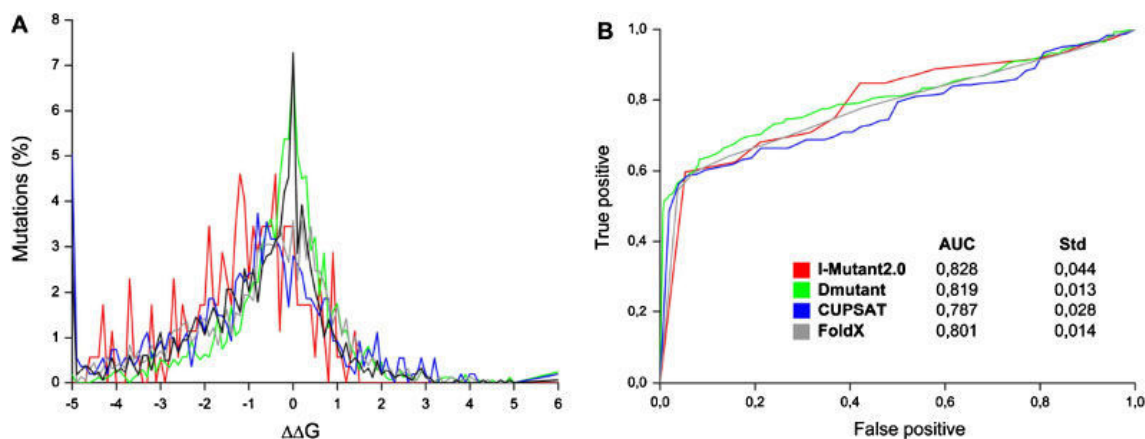 A
8
7
6
5
4
3
2
1
0
Mutations (%)
-5 -4 -3 -2 -1 0 1 2 3 4 5 6
ΔΔG
B
1,0
0,8
0,6
0,4
0,2
0,0
True positive
AUC Std
I-Mutant2.0 0,828 0,044
Dmutant 0,819 0,013
CUPSAT 0,787 0,028
FoldX 0,801 0,014
0,0 0,2 0,4 0,6 0,8 1,0
False positive